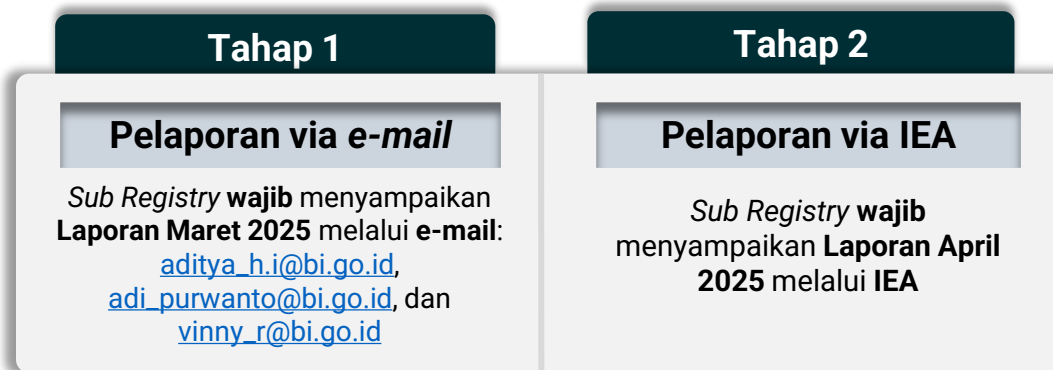 Tahap 1
Pelaporan via e-mail
Sub Registry wajib menyampaikan
Laporan Maret 2025 melalui e-mail:
aditya_h.i@bi.go.id,
adi_purwanto@bi.go.id, dan
vinny_r@bi.go.id
Tahap 2
Pelaporan via IEA
Sub Registry wajib
menyampaikan Laporan April
2025 melalui IEA